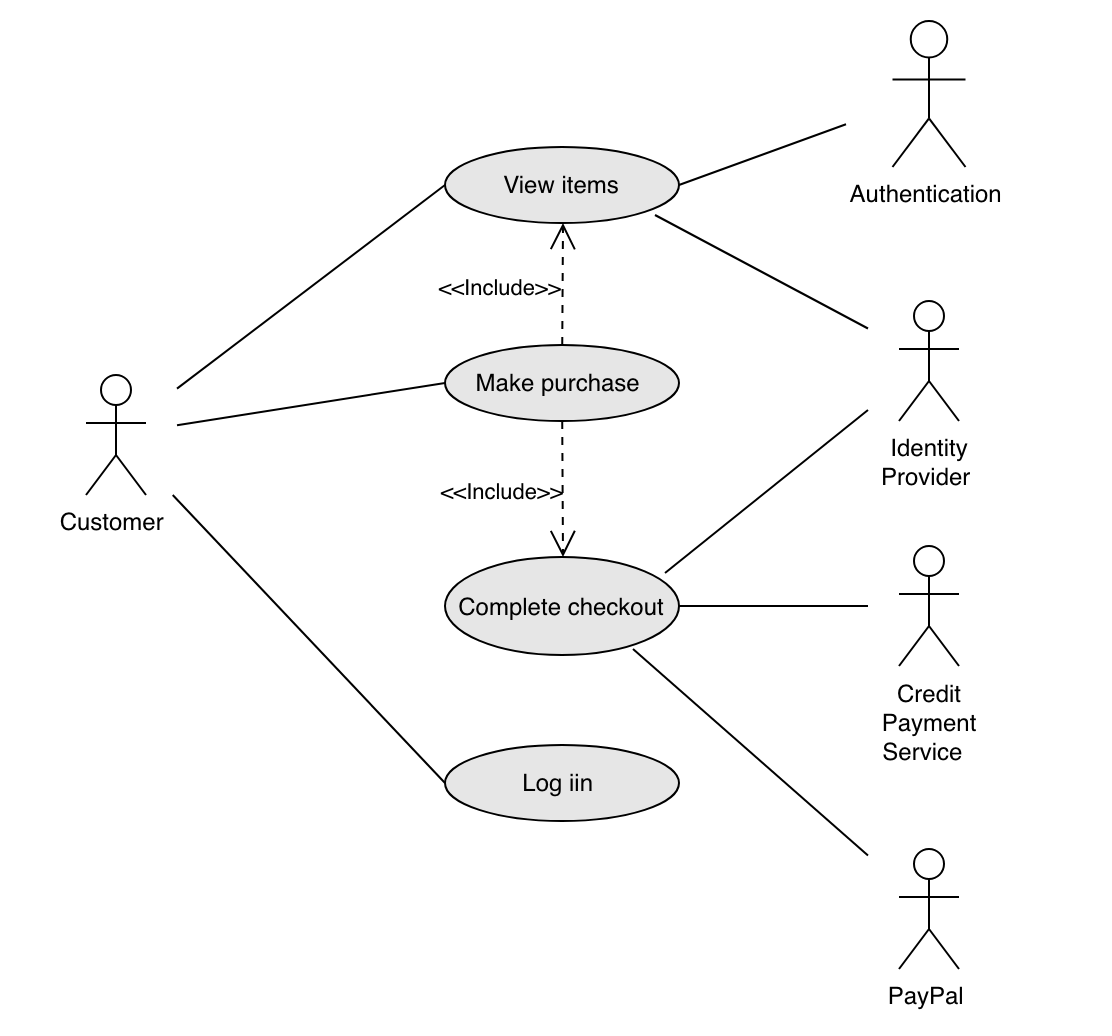 Authentication
View items
<<Include>>
Make purchase
Identity
Provider
<<Include>>
Customer
Complete checkout
Credit
Payment
Service
Log iin
PayPal